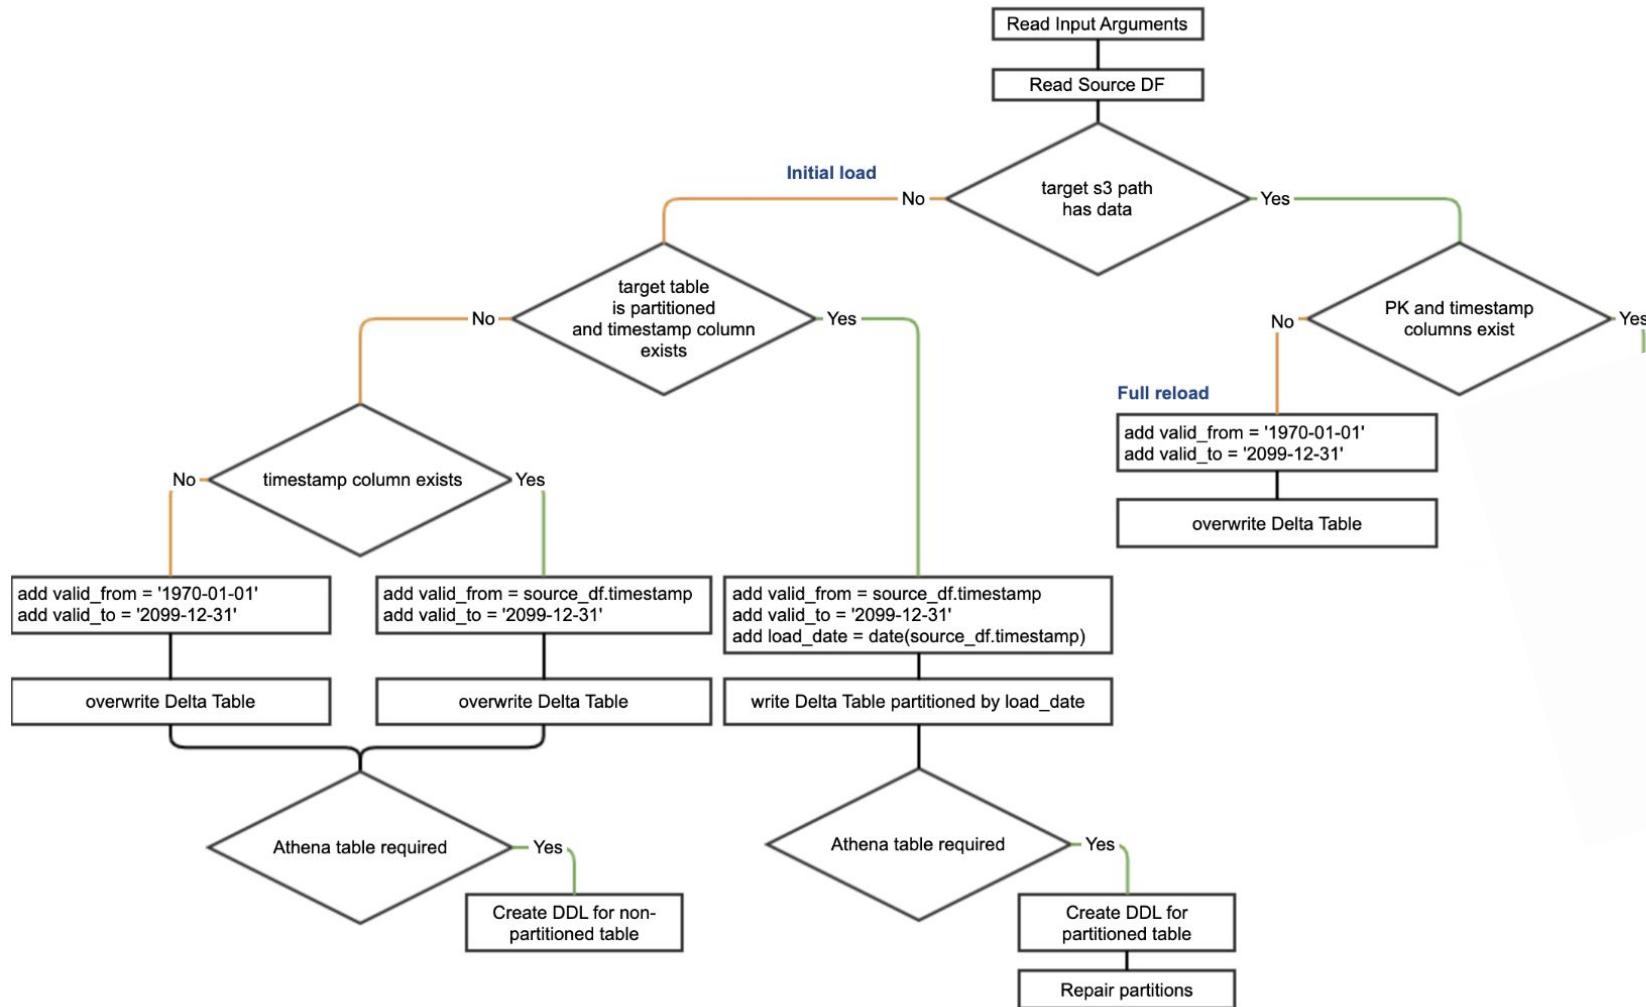 Read Input Arguments
Read Source DF
target s3 path
has data
Initial load
No
Yes
target table
is partitioned
and timestamp column
exists
No
Yes
PK and timestamp
columns exist
No
Yes
Full reload
add valid_from = '1970-01-01'
add valid_to = '2099-12-31'
overwrite Delta Table
timestamp column exists
No
Yes
add valid_from = '1970-01-01'
add valid_to = '2099-12-31'
add valid_from = source_df.timestamp
add valid_to = '2099-12-31'
add valid_from = source_df.timestamp
add valid_to = '2099-12-31'
add load_date = date(source_df.timestamp)
overwrite Delta Table
overwrite Delta Table
write Delta Table partitioned by load_date
Athena table required
Yes
Athena table required
Yes
Create DDL for non-
partitioned table
Create DDL for
partitioned table
Repair partitions